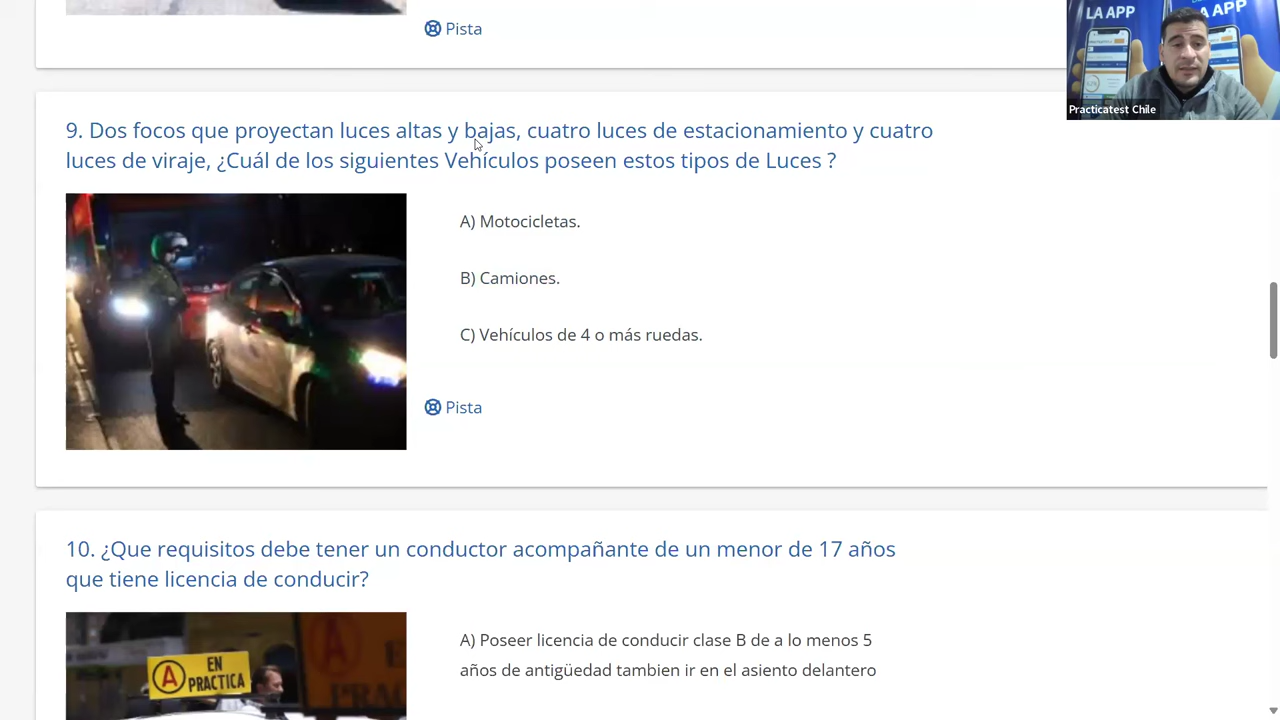 Pista
LA APP
A APP
Practicatest Chile
9. Dos focos que proyectan luces altas y bajas, cuatro luces de estacionamiento y cuatro
luces de viraje, ¿Cuál de los siguientes Vehículos poseen estos tipos de Luces ?
A) Motocicletas.
B) Camiones.
C) Vehículos de 4 o más ruedas.
Pista
10. ¿Que requisitos debe tener un conductor acompañante de un menor de 17 años
que tiene licencia de conducir?
A EN
PRACTICA
A) Poseer licencia de conducir clase B de a lo menos 5
años de antigüedad tambien ir en el asiento delantero